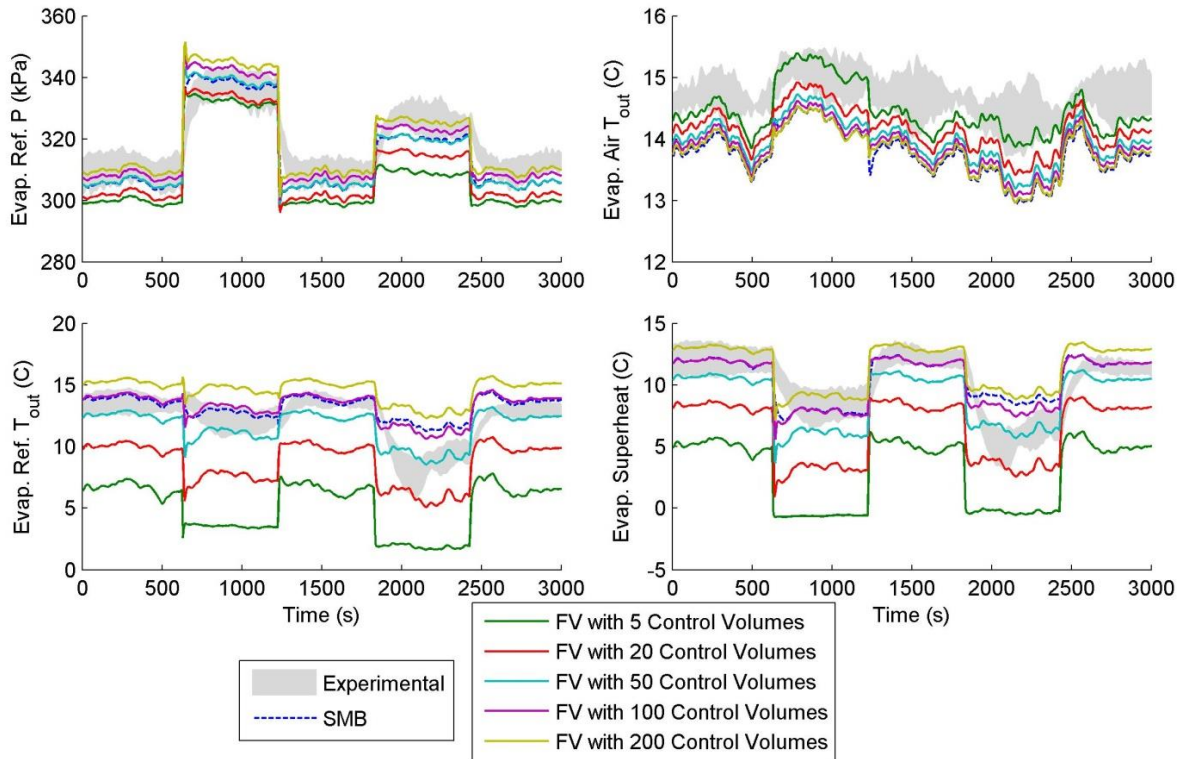 360
340
320
300
280
Evap. Ref. P (kPa)
0 500 1000 1500 2000 2500 3000
16
15
14
13
12
Evap. Air T_out (C)
0 500 1000 1500 2000 2500 3000
20
15
10
5
0
Evap. Ref. T_out (C)
0 500 1000 1500 2000 2500 3000
Time (s)
15
10
5
0
-5
Evap. Superheat (C)
0 500 1000 1500 2000 2500 3000
Time (s)
Experimental
SMB
FV with 5 Control Volumes
FV with 20 Control Volumes
FV with 50 Control Volumes
FV with 100 Control Volumes
FV with 200 Control Volumes